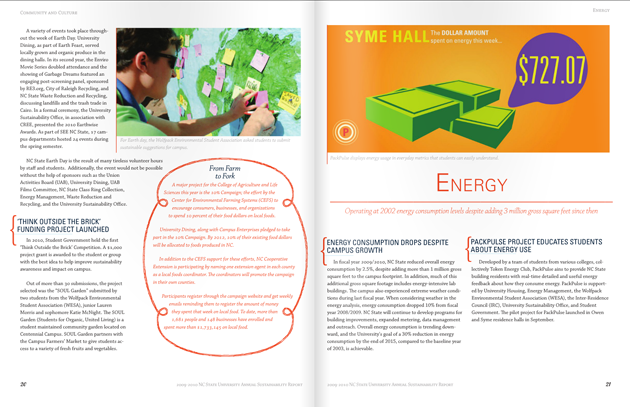 COMMUNITY AND CULTURE
A variety of events took place through-
out the week of Earth Day. University
Dining, as part of Earth Feast, served
locally grown and organic produce in the
dining halls. In its second year, the Enviro
Movie Series doubled attendance and the
showing of Garbage Dreams featured an
engaging post-screening panel, sponsored
by RE3.org, City of Raleigh Recycling, and
NC State Waste Reduction and Recycling,
discussing landfills and the trash trade in
Cairo. In a formal ceremony, the University
Sustainability Office, in association with
CREE, presented the 2010 Earthwise
Awards. As part of SEE NC State, 17 cam-
pus departments hosted 24 events during
the spring semester.
NC State Earth Day is the result of many tireless volunteer hours
by staff and students. Additionally, the event would not be possible
without the help of sponsors such as the Union
Activities Board (UAB), University Dining, UAB
Films Committee, NC State Class Ring Collection,
Energy Management, Waste Reduction and
Recycling, and the University Sustainability Office.
'THINK OUTSIDE THE BRICK'
FUNDING PROJECT LAUNCHED
In 2010, Student Government held the first
'Think Outside the Brick' Competition. A $1,000
project grant is awarded to the student or group
with the best idea to help improve sustainability
awareness and impact on campus.
Out of more than 30 submissions, the project
selected was the "SOUL Garden" submitted by
two students from the Wolfpack Environmental
Student Association (WESA), junior Lauren
Morris and sophomore Katie McNight. The SOUL
Garden (Students for Organic, United Living) is a
student maintained community garden located on
Centennial Campus. SOUL Garden partners with
the Campus Farmer's Market to give students ac-
cess to a variety of fresh fruits and vegetables.
For Earth day, the Wolfpack Environmental Student Association asked students to submit
sustainable suggestions for campus.
From Farm
to Fork
A major project for the College of Agriculture and Life
Sciences this year is the 10% Campaign, the effort by the
Center for Environmental Farming Systems (CEFS) to
encourage consumers, businesses, and organizations
to spend 10 percent of their food dollars on local foods.
University Dining, along with Campus Enterprises pledged to take
part in the 10% Campaign. By 2012, 10% of their existing food dollars
will be allocated to foods produced in NC.
In addition to the CEFS support for these efforts, NC Cooperative
Extension is participating by naming one extension agent in each county
as a local foods coordinator. The coordinators will promote the campaign
in their own counties.
Participants register through the campaign website and get weekly
emails reminding them to register the amount of money
they spent that week on local food. To date, more than
2,681 people and 148 businesses have enrolled and
spent more than $2,733,245 on local food.
20
2009-2010 NC STATE UNIVERSITY ANNUAL SUSTAINABILITY REPORT
ENERGY
SYME HALL The DOLLAR AMOUNT
spent on energy this week...
$727.07
P
PackPulse displays energy usage in everyday metrics that students are easily understand.
ENERGY
Operating at 2002 energy consumption levels despite adding 3 million gross square feet since then
ENERGY CONSUMPTION DROPS DESPITE
CAMPUS GROWTH
In fiscal year 2009/2010, NC State reduced overall energy
consumption by 2.5%, despite adding more than 1 million gross
square feet to the campus footprint. In addition, much of this
additional gross square footage includes energy-intensive lab
buildings. The campus also experienced extreme weather condi-
tions during last fiscal year. When considering weather in the
energy analysis, energy consumption dropped 10% from fiscal
year 2008/2009. NC State will continue to develop programs for
building improvements, expanded metering, data management
and outreach. Overall energy consumption is trending down-
ward, and the University's goal of a 30% reduction in energy
consumption by the end of 2015, compared to the baseline year
of 2003, is achievable.
PACKPULSE PROJECT EDUCATES STUDENTS
ABOUT ENERGY USE
Developed by a team of students from various colleges, col-
lectively Token Energy Club, PackPulse aims to provide NC State
building residents with real-time detailed and useful energy
feedback about how they consume energy. PackPulse is support-
ed by University Housing, Energy Management, the Wolfpack
Environmental Student Association (WESA), the Inter-Residence
Council (IRC), the University Sustainability Office, and Student
Government. The pilot project for PackPulse launched in Owen
and Syme residence halls in September.
2009-2010 NC STATE UNIVERSITY ANNUAL SUSTAINABILITY REPORT
21